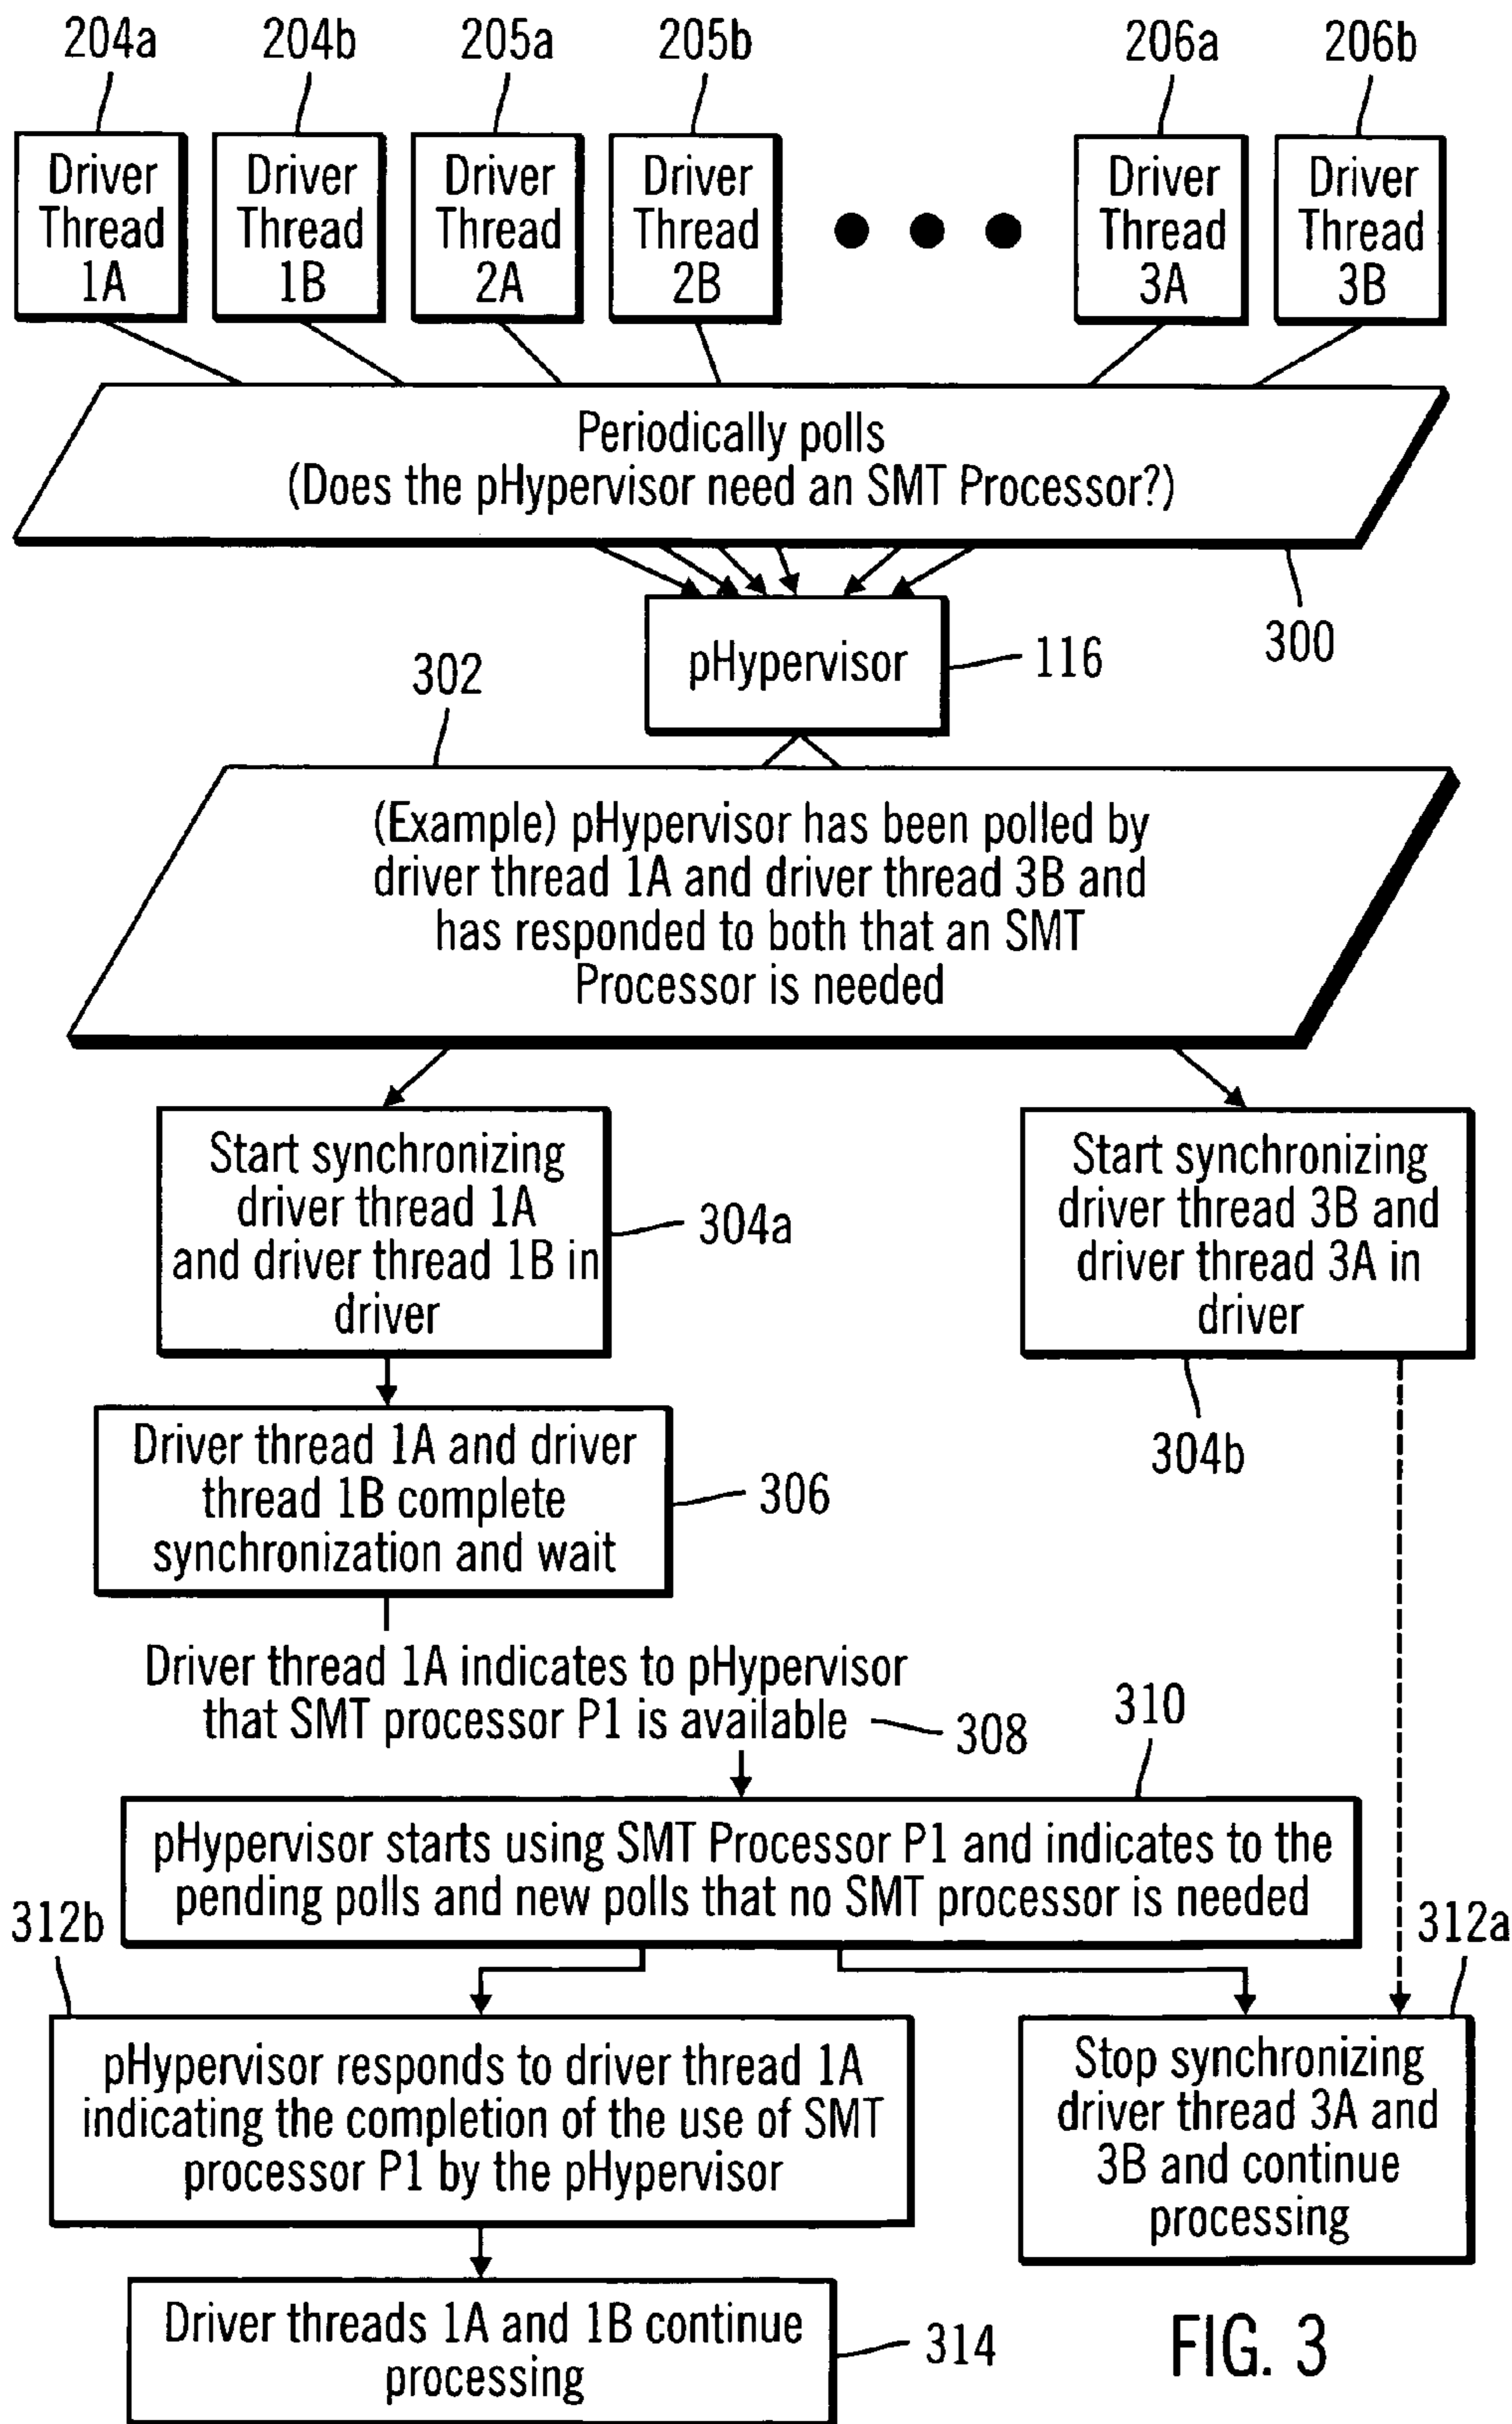 204a
204b
205a
205b
206a
206b
Driver
Thread
1A
Driver
Thread
1B
Driver
Thread
2A
Driver
Thread
2B
Driver
Thread
3A
Driver
Thread
3B
Periodically polls
(Does the pHypervisor need an SMT Processor?)
300
pHypervisor
116
302
(Example) pHypervisor has been polled by
driver thread 1A and driver thread 3B and
has responded to both that an SMT
Processor is needed
Start synchronizing
driver thread 1A
and driver thread 1B in
driver
304a
Start synchronizing
driver thread 3B and
driver thread 3A in
driver
304b
Driver thread 1A and driver
thread 1B complete
synchronization and wait
306
Driver thread 1A indicates to pHypervisor
that SMT processor P1 is available
308
310
pHypervisor starts using SMT Processor P1 and indicates to the
pending polls and new polls that no SMT processor is needed
312b
312a
pHypervisor responds to driver thread 1A
indicating the completion of the use of SMT
processor P1 by the pHypervisor
Stop synchronizing
driver thread 3A and
3B and continue
processing
Driver threads 1A and 1B continue
processing
314
FIG. 3